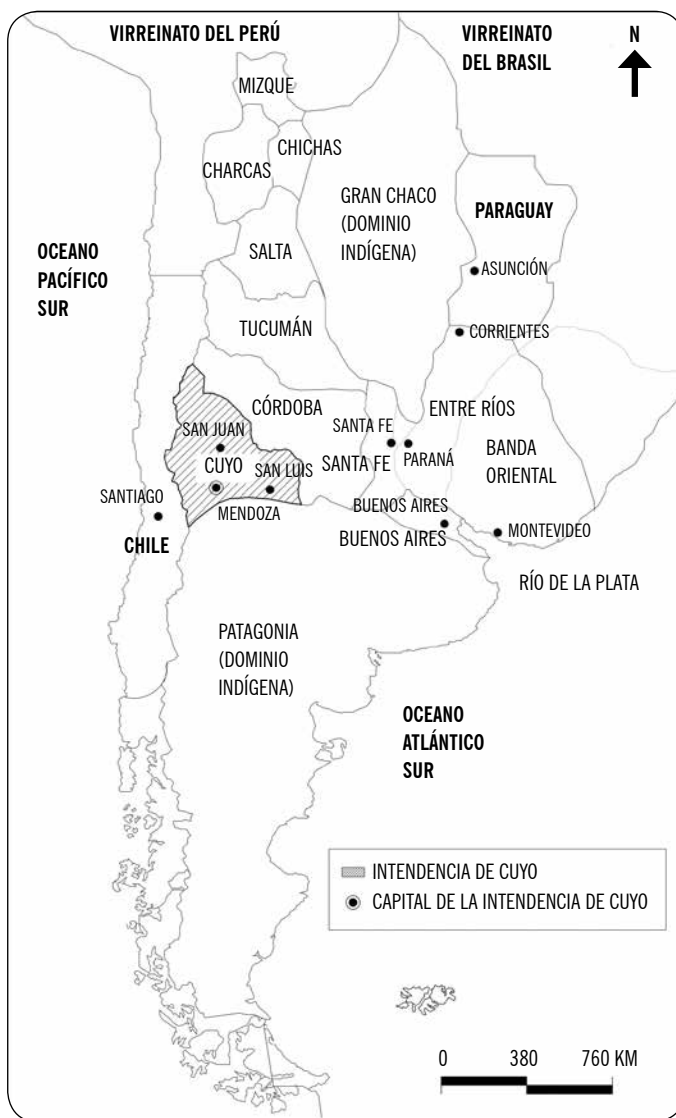 VIRREINATO DEL PERÚ
VIRREINATO
DEL BRASIL
N
MIZQUE
CHICHAS
CHARCAS
GRAN CHACO
(DOMINIO
INDÍGENA)
PARAGUAY
OCEANO
PACÍFICO
SUR
SALTA
ASUNCIÓN
TUCUMÁN
CORRIENTES
CÓRDOBA
ENTRE RÍOS
SANTA FE
SAN JUAN
BANDA
ORIENTAL
CUYO
SAN LUIS
SANTA FE
PARANÁ
SANTIAGO
MENDOZA
BUENOS AIRES
CHILE
BUENOS AIRES
MONTEVIDEO
RÍO DE LA PLATA
PATAGONIA
(DOMINIO
INDÍGENA)
OCEANO
ATLÁNTICO
SUR
INTENDENCIA DE CUYO
CAPITAL DE LA INTENDENCIA DE CUYO
0 380 760 KM